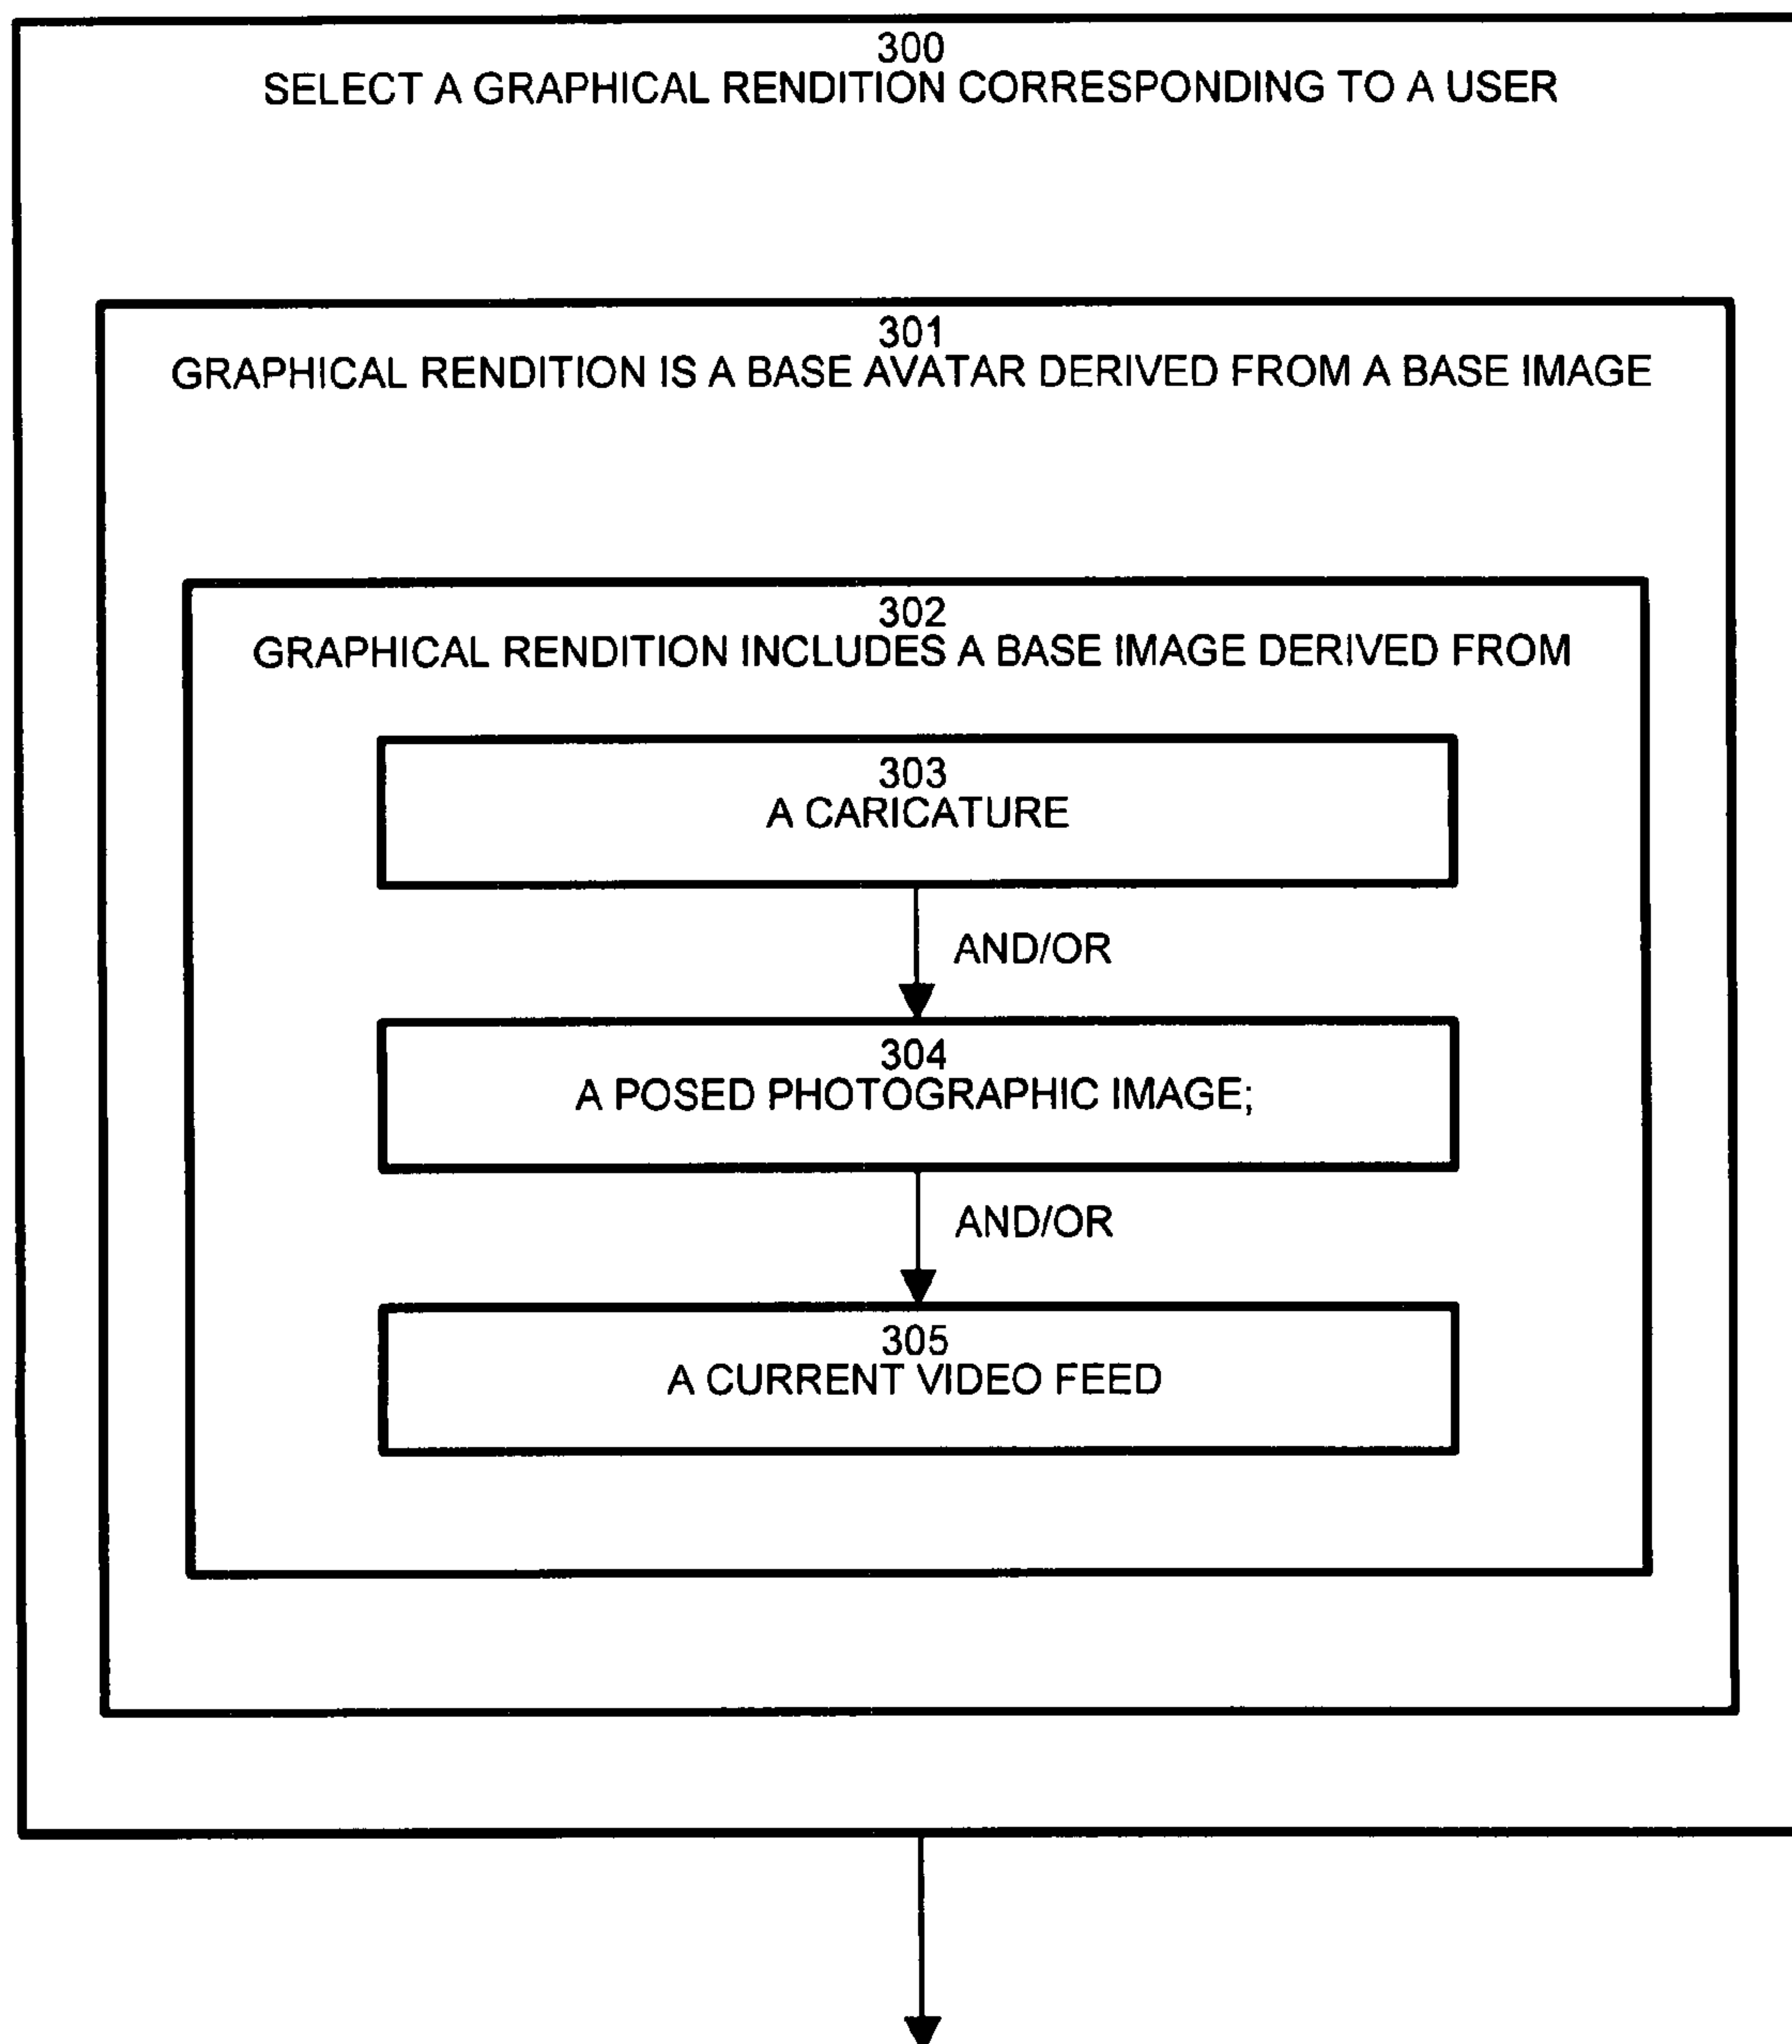 300
SELECT A GRAPHICAL RENDITION CORRESPONDING TO A USER
301
GRAPHICAL RENDITION IS A BASE AVATAR DERIVED FROM A BASE IMAGE
302
GRAPHICAL RENDITION INCLUDES A BASE IMAGE DERIVED FROM
303
A CARICATURE
AND/OR
304
A POSED PHOTOGRAPHIC IMAGE;
AND/OR
305
A CURRENT VIDEO FEED